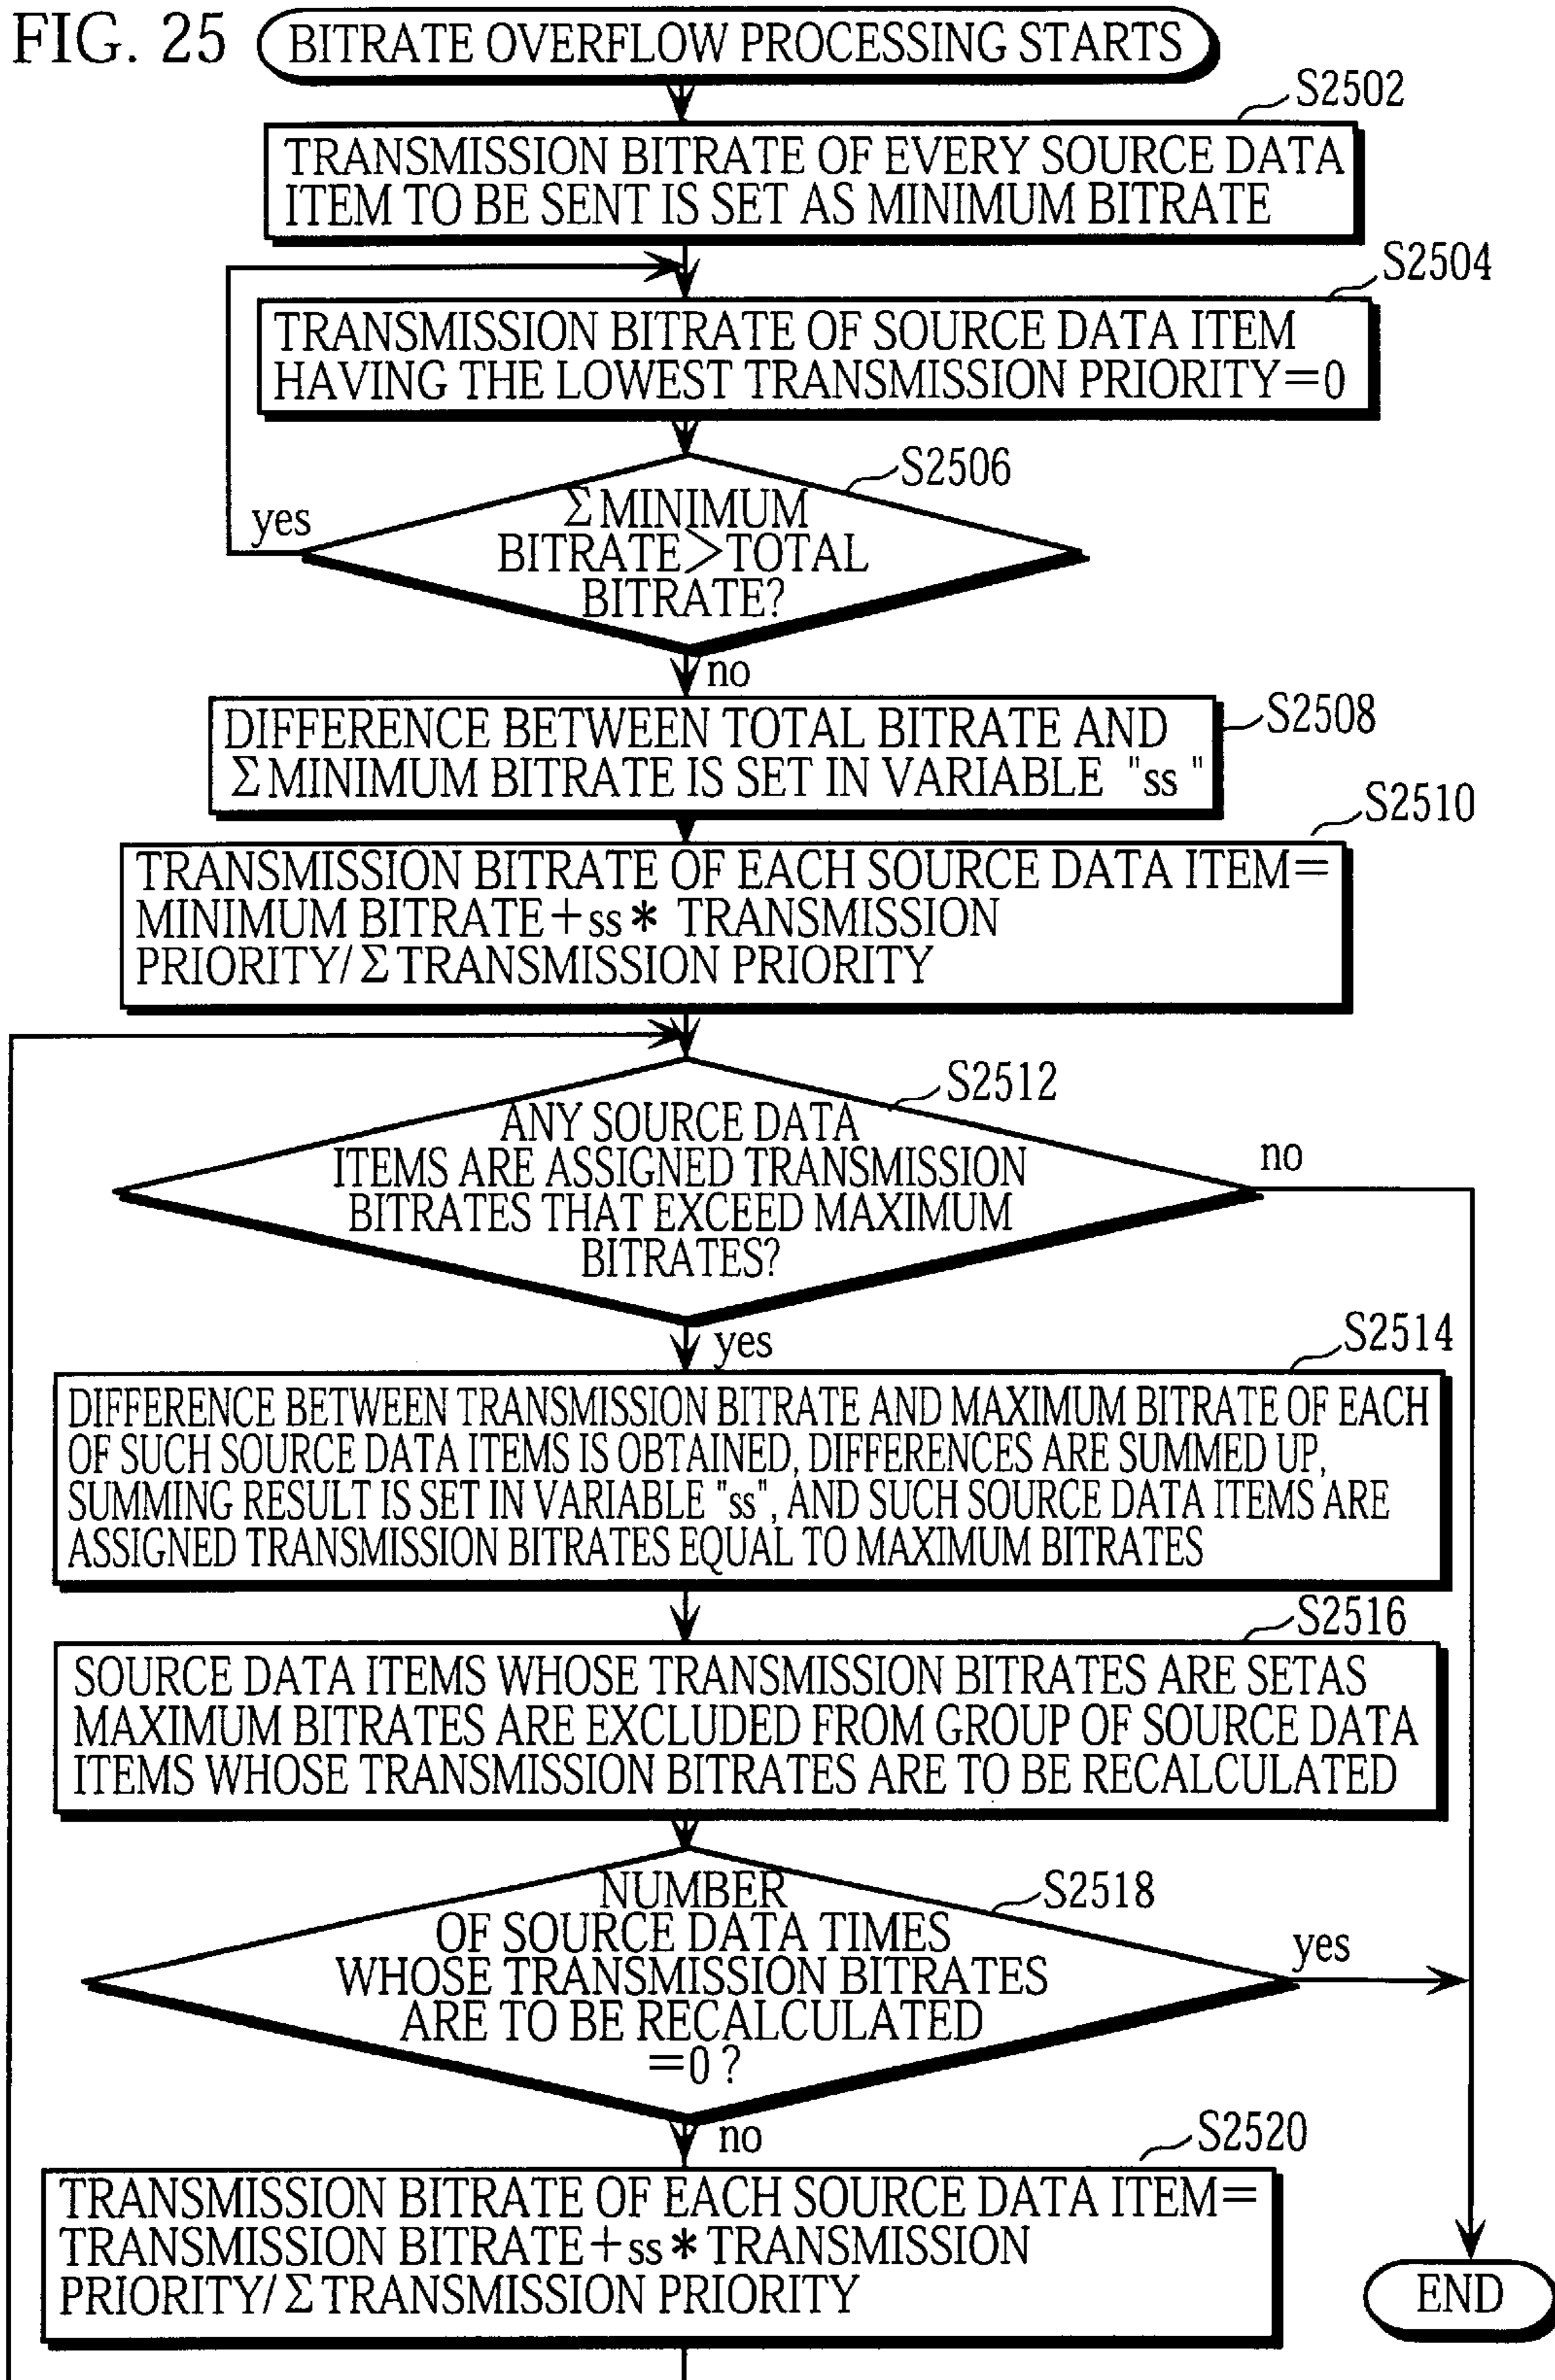 FIG. 25
BITRATE OVERFLOW PROCESSING STARTS
S2502
TRANSMISSION BITRATE OF EVERY SOURCE DATA
ITEM TO BE SENT IS SET AS MINIMUM BITRATE
S2504
TRANSMISSION BITRATE OF SOURCE DATA ITEM
HAVING THE LOWEST TRANSMISSION PRIORITY=0
S2506
ΣMINIMUM
BITRATE>TOTAL
BITRATE?
yes
no
S2508
DIFFERENCE BETWEEN TOTAL BITRATE AND
ΣMINIMUM BITRATE IS SET IN VARIABLE "ss"
S2510
TRANSMISSION BITRATE OF EACH SOURCE DATA ITEM=
MINIMUM BITRATE+ss* TRANSMISSION
PRIORITY/ΣTRANSMISSION PRIORITY
S2512
ANY SOURCE DATA
ITEMS ARE ASSIGNED TRANSMISSION
BITRATES THAT EXCEED MAXIMUM
BITRATES?
no
yes
S2514
DIFFERENCE BETWEEN TRANSMISSION BITRATE AND MAXIMUM BITRATE OF EACH
OF SUCH SOURCE DATA ITEMS IS OBTAINED, DIFFERENCES ARE SUMMED UP,
SUMMING RESULT IS SET IN VARIABLE "ss", AND SUCH SOURCE DATA ITEMS ARE
ASSIGNED TRANSMISSION BITRATES EQUAL TO MAXIMUM BITRATES
S2516
SOURCE DATA ITEMS WHOSE TRANSMISSION BITRATES ARE SETAS
MAXIMUM BITRATES ARE EXCLUDED FROM GROUP OF SOURCE DATA
ITEMS WHOSE TRANSMISSION BITRATES ARE TO BE RECALCULATED
S2518
NUMBER
OF SOURCE DATA TIMES
WHOSE TRANSMISSION BITRATES
ARE TO BE RECALCULATED
=0?
yes
no
S2520
TRANSMISSION BITRATE OF EACH SOURCE DATA ITEM=
TRANSMISSION BITRATE+ss*TRANSMISSION
PRIORITY/ΣTRANSMISSION PRIORITY
END